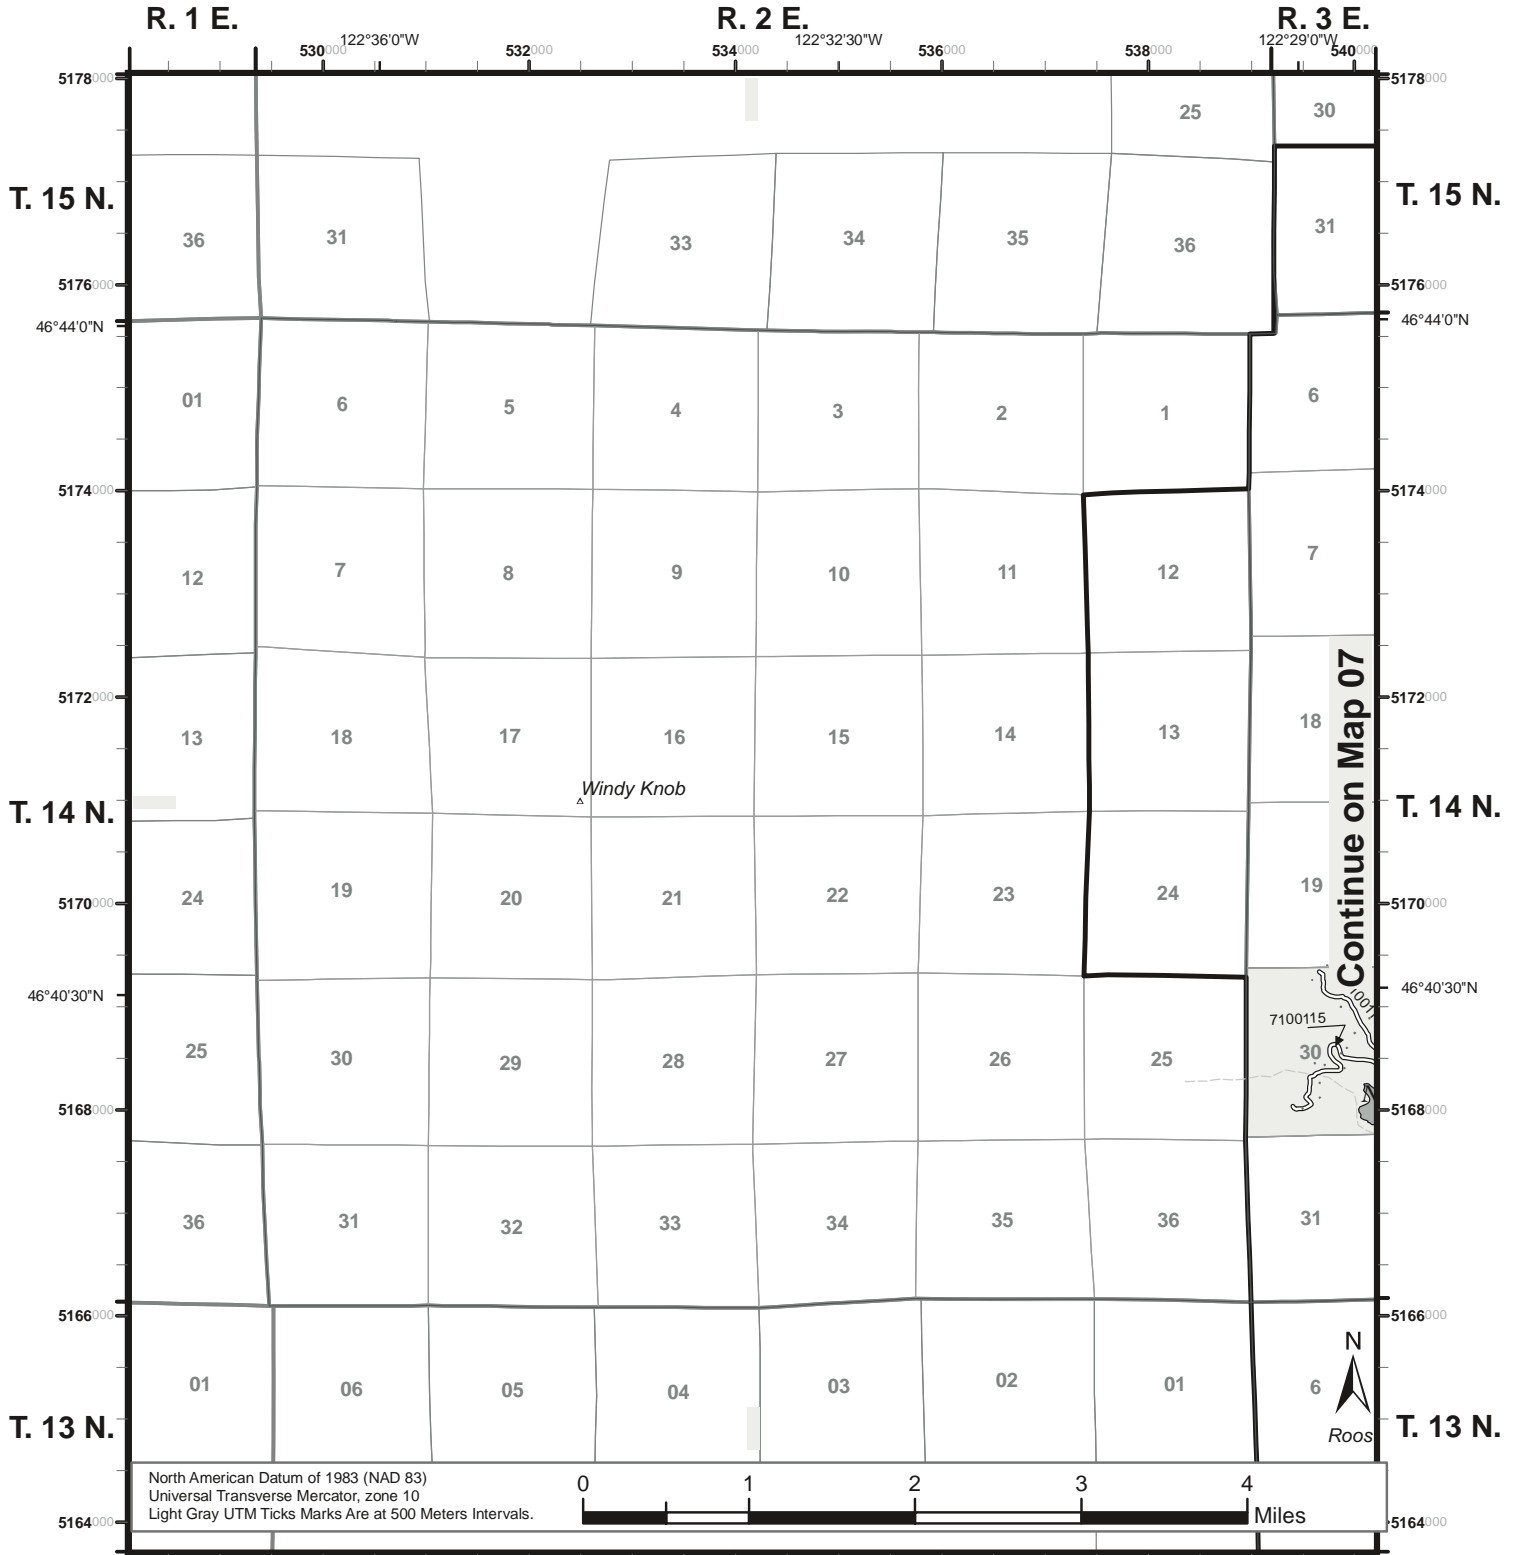 R. 1 E. R. 2 E. R. 3 E.
122°36'0"W 122°32'30"W 122°29'0"W
530000 532000 534000 536000 538000 540000
5178000 5178000
25 30
T. 15 N. T. 15 N.
36 31 33 34 35 36 31
5176000 5176000
46°44'0"N 46°44'0"N
01 6 5 4 3 2 1 6
5174000 5174000
12 7 8 9 10 11 12 7
5172000 5172000
13 18 17 16 15 14 13 18
Continue on Map 07
Windy Knob
T. 14 N. T. 14 N.
24 19 20 21 22 23 24 19
5170000 5170000
46°40'30"N 46°40'30"N
7100115
25 30 29 28 27 26 25 30
5168000 5168000
36 31 32 33 34 35 36 31
5166000 5166000
N
01 06 05 04 03 02 01 6
T. 13 N. T. 13 N.
Roos
North American Datum of 1983 (NAD 83)
Universal Transverse Mercator, zone 10
Light Gray UTM Ticks Marks Are at 500 Meters Intervals.
0 1 2 3 4
Miles
5164000 5164000